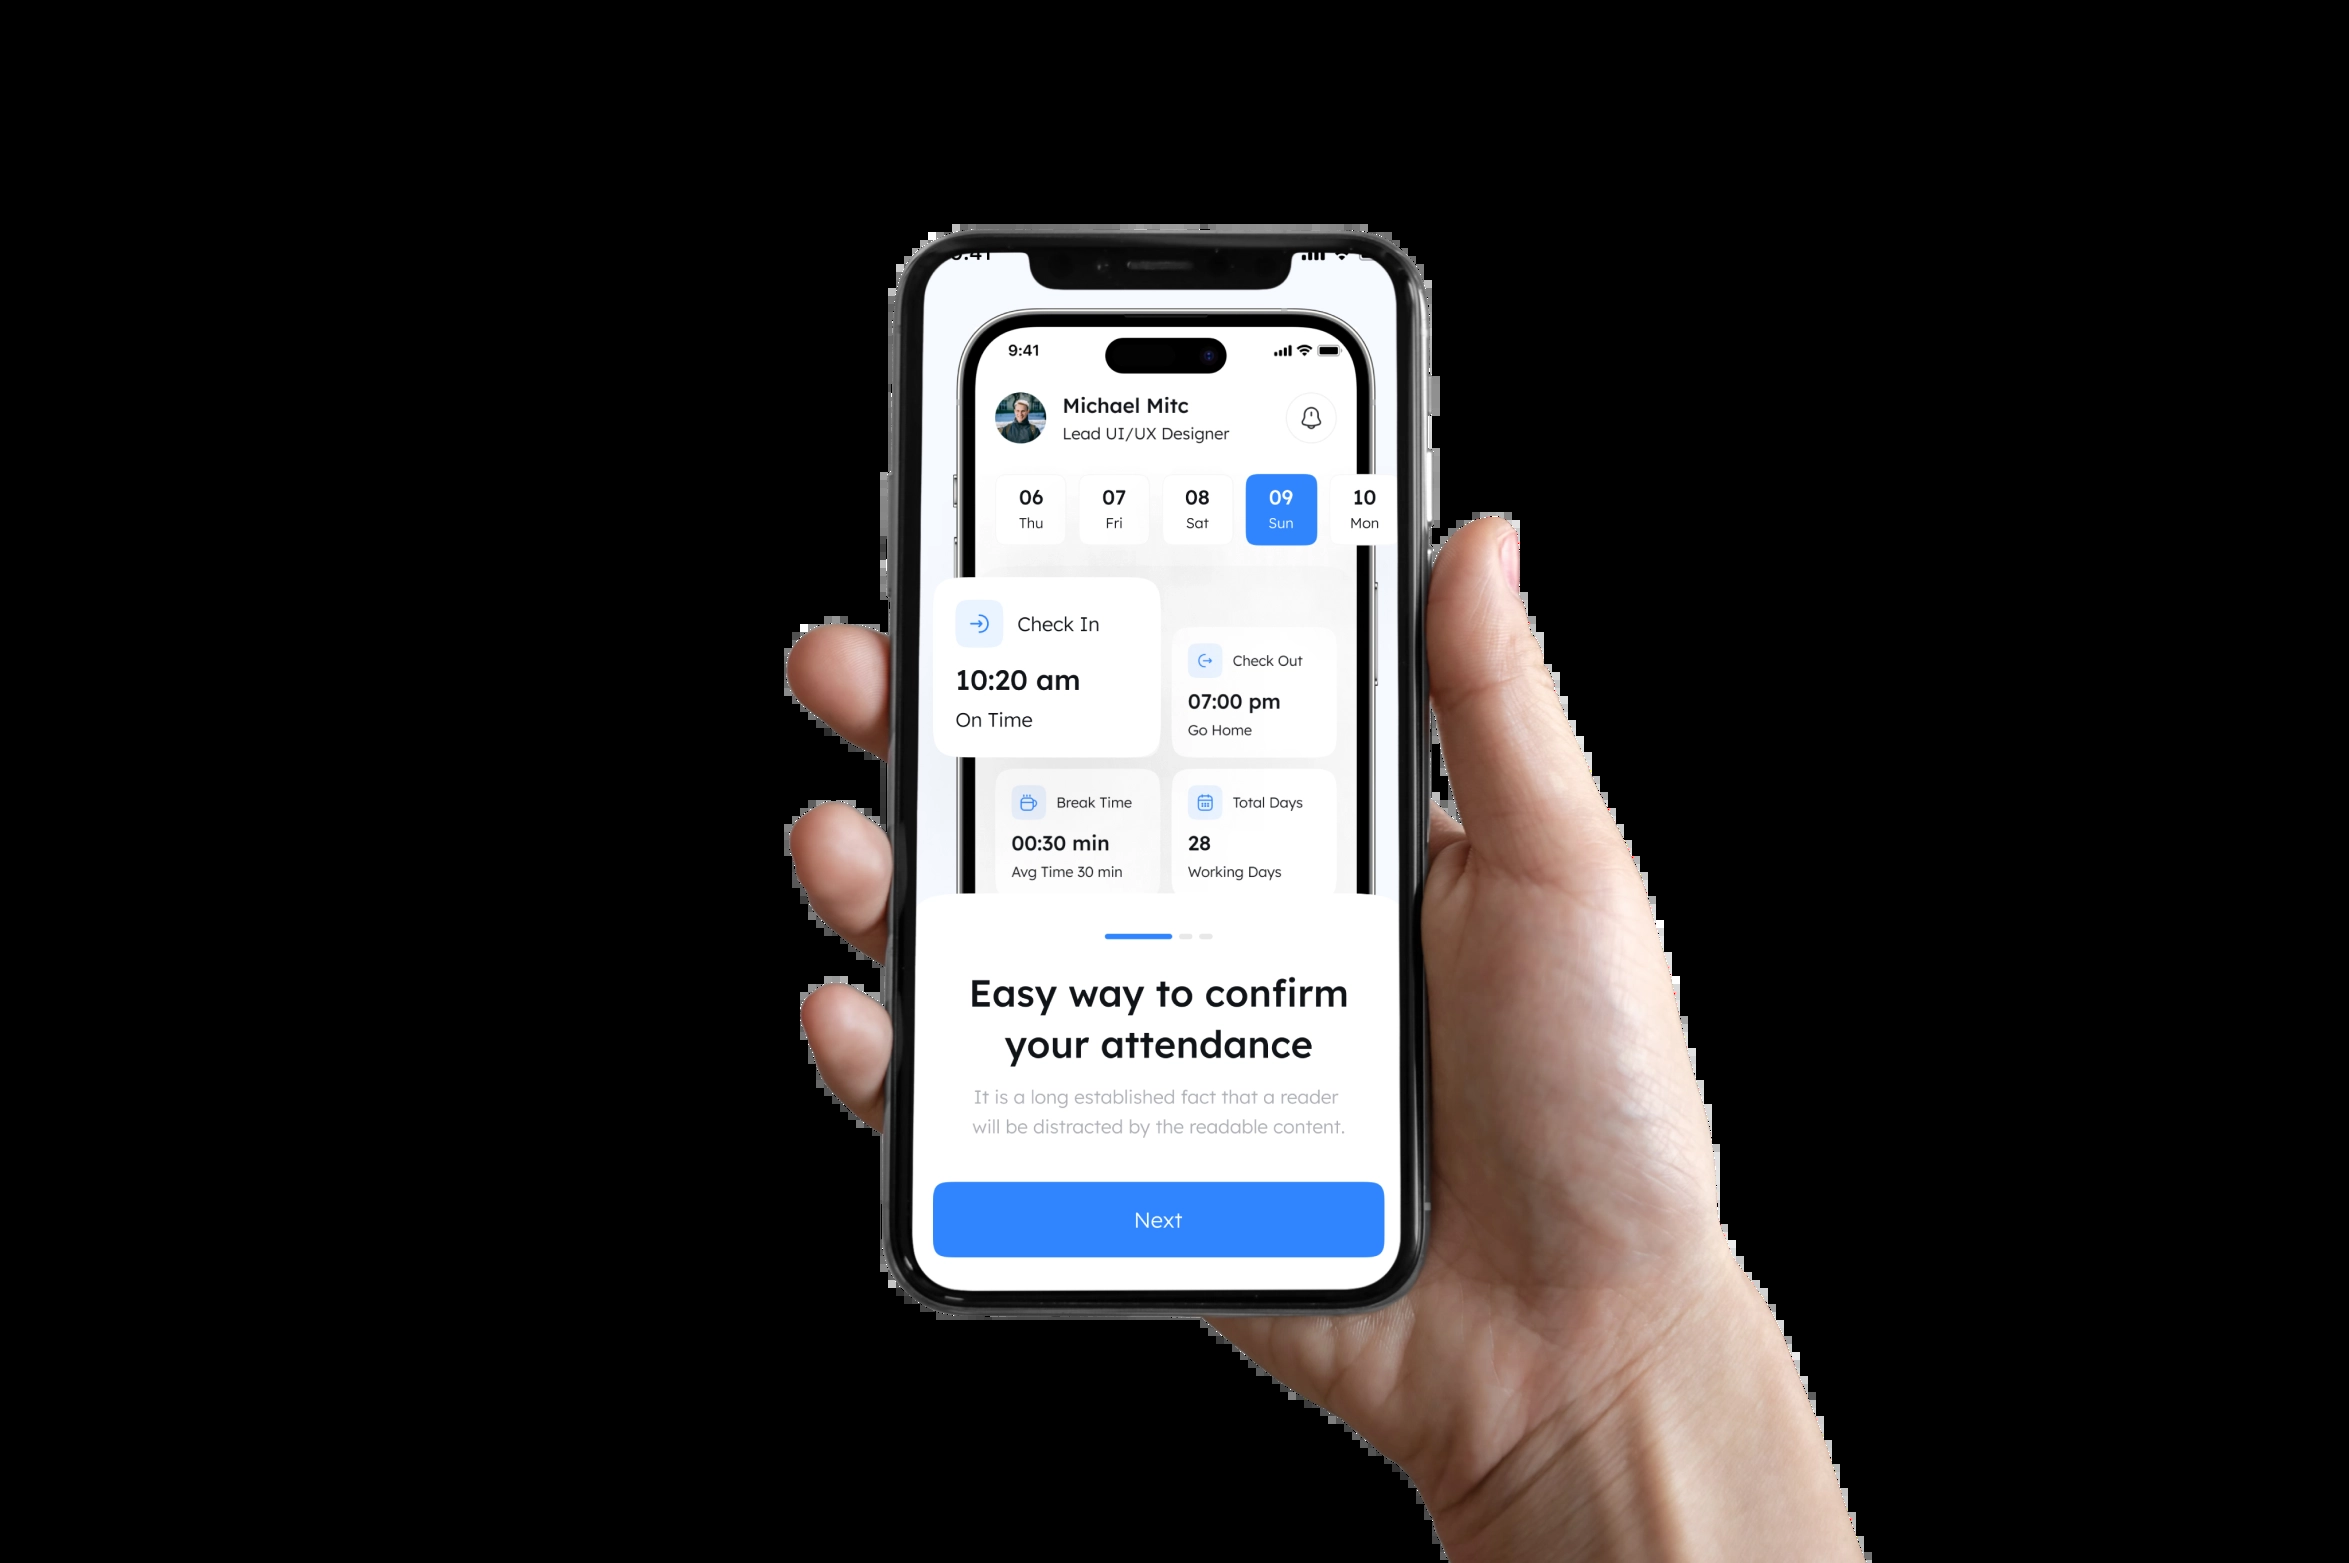 9:41
9:41
Michael Mitc
Lead UI/UX Designer
06
Thu
07
Fri
08
Sat
09
Sun
10
Mon
Check In
10:20 am
On Time
Check Out
07:00 pm
Go Home
Break Time
00:30 min
Avg Time 30 min
Total Days
28
Working Days
Easy way to confirm
your attendance
It is a long established fact that a reader
will be distracted by the readable content.
Next